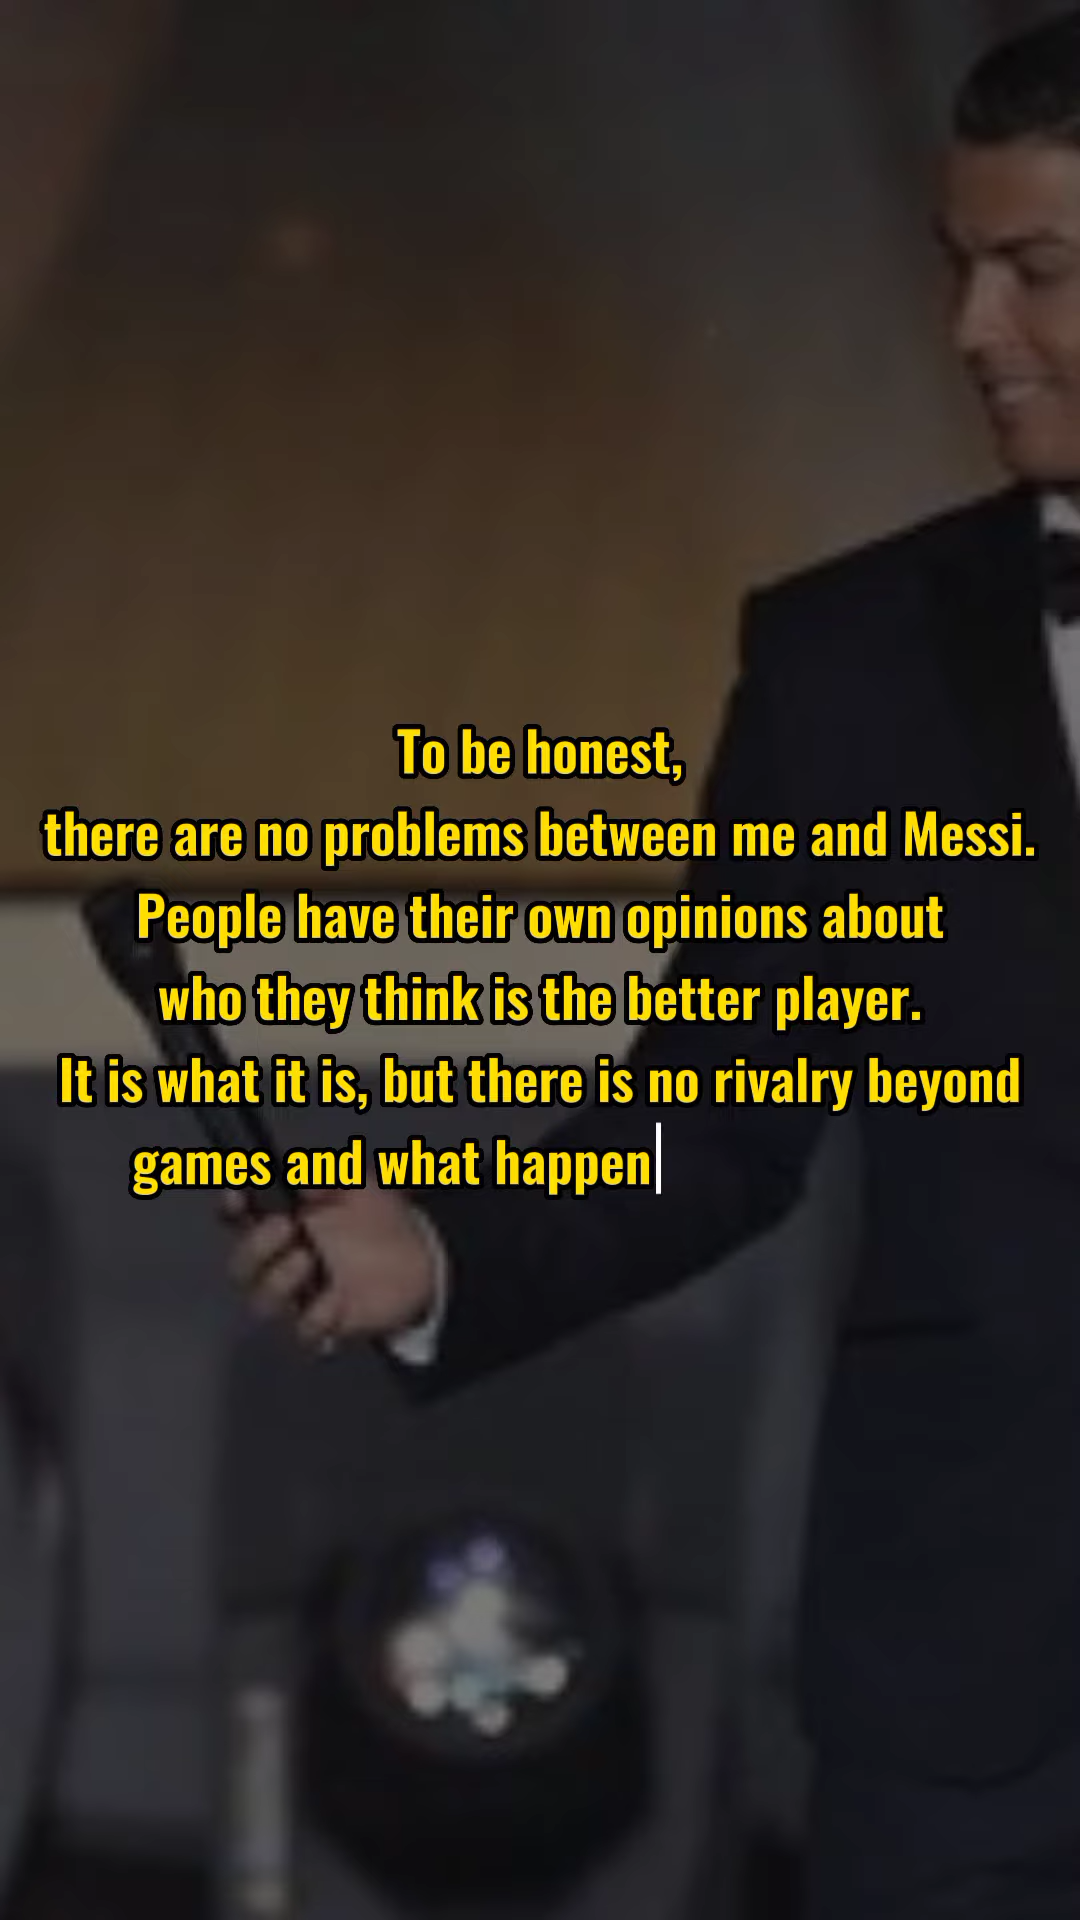 To be honest,
there are no problems between me and Messi.
People have their own opinions about
who they think is the better player.
It is what it is, but there is no rivalry beyond
games and what happen